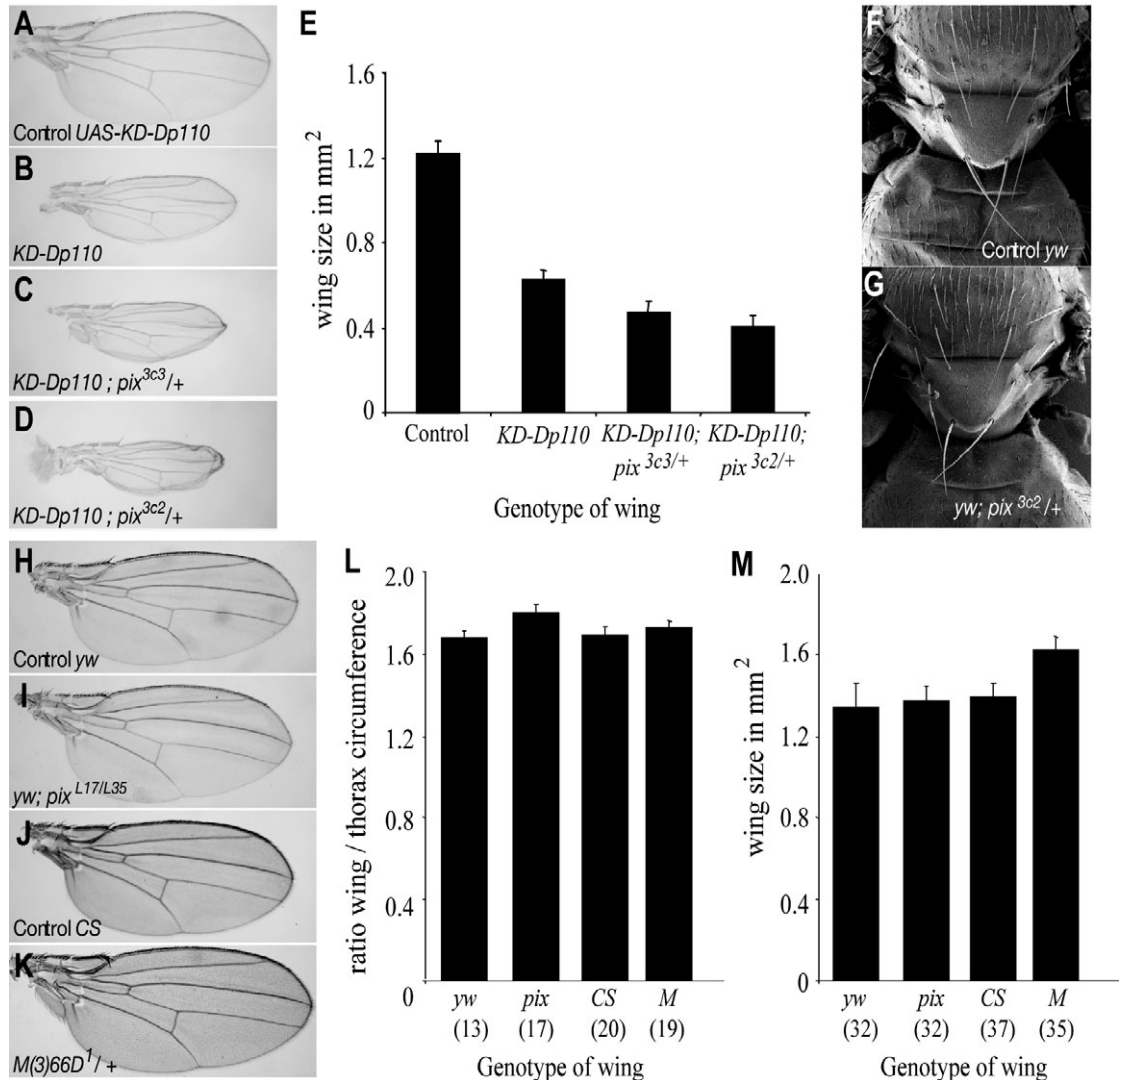 A
Control UAS-KD-Dp110
B
KD-Dp110
C
KD-Dp110 ; pix3c3/+
D
KD-Dp110 ; pix3c2/+
E
wing size in mm2
1.6
1.2
0.8
0.4
0
Control
KD-Dp110
KD-Dp110;
pix 3c3/+
KD-Dp110;
pix 3c2/+
Genotype of wing
F
Control yw
G
yw; pix 3c2/+
H
Control yw
I
yw; pix L17/L35
J
Control CS
K
M(3)66D1/ +
L
ratio wing / thorax circumference
2.0
1.6
1.2
0.8
0.4
0
yw pix CS M
(13) (17) (20) (19)
Genotype of wing
M
wing size in mm2
2.0
1.6
1.2
0.8
0.4
0
yw pix CS M
(32) (32) (37) (35)
Genotype of wing